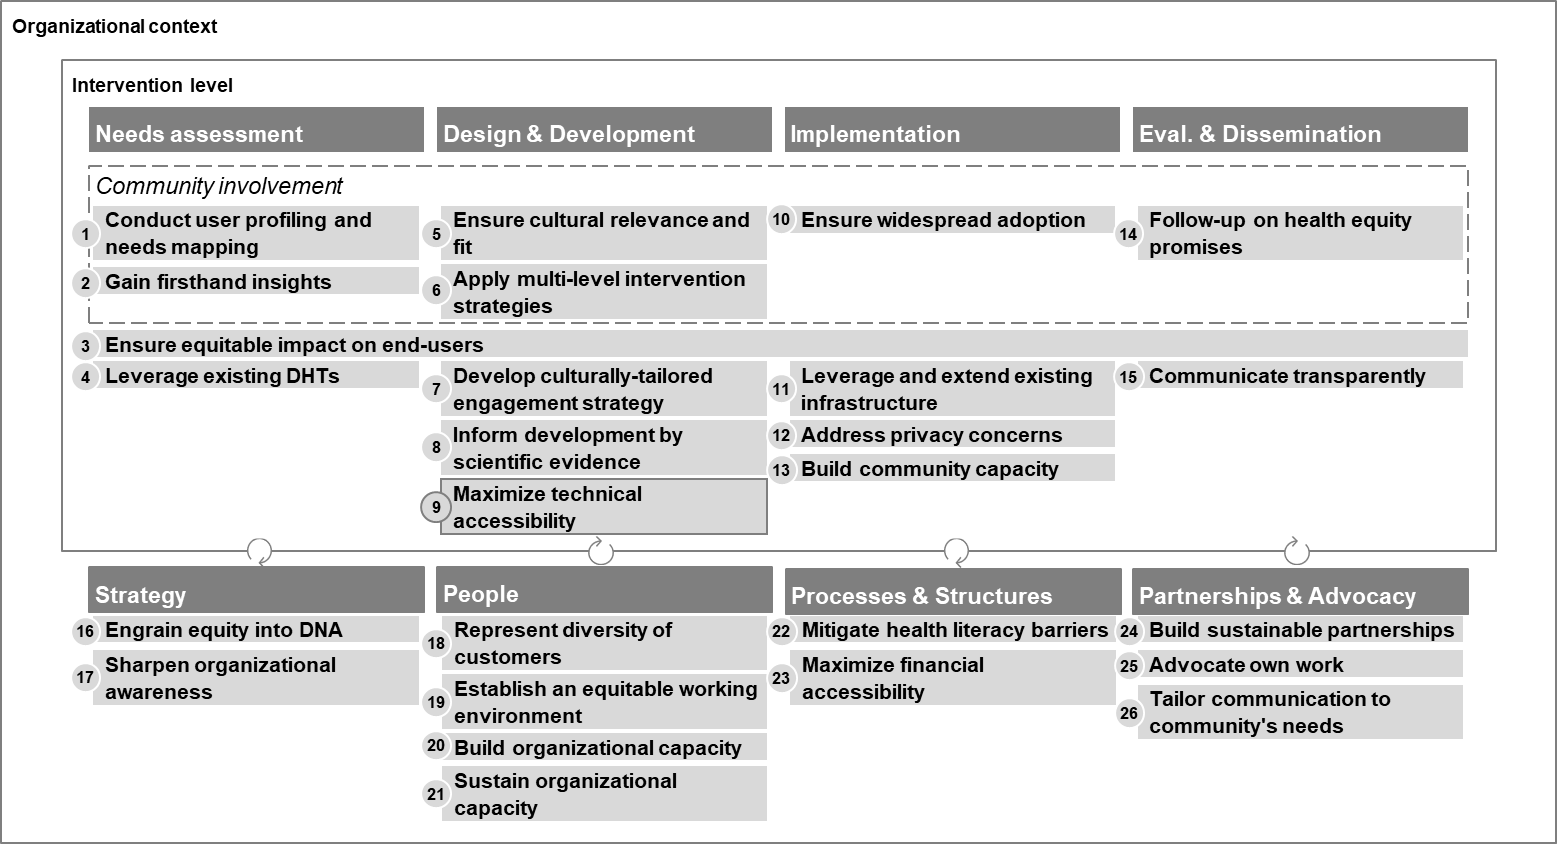 Organizational context
Intervention level
Needs assessment
Design & Development
Implementation
Eval. & Dissemination
Community involvement
1
Conduct user profiling and
needs mapping
2
Gain firsthand insights
5
Ensure cultural relevance and
fit
6
Apply multi-level intervention
strategies
10
Ensure widespread adoption
14
Follow-up on health equity
promises
3
Ensure equitable impact on end-users
4
Leverage existing DHTs
7
Develop culturally-tailored
engagement strategy
8
Inform development by
scientific evidence
9
Maximize technical
accessibility
11
Leverage and extend existing
infrastructure
12
Address privacy concerns
13
Build community capacity
15
Communicate transparently
Strategy
16
Engrain equity into DNA
17
Sharpen organizational
awareness
People
18
Represent diversity of
customers
19
Establish an equitable working
environment
20
Build organizational capacity
21
Sustain organizational
capacity
Processes & Structures
22
Mitigate health literacy barriers
23
Maximize financial
accessibility
Partnerships & Advocacy
24
Build sustainable partnerships
25
Advocate own work
26
Tailor communication to
community's needs